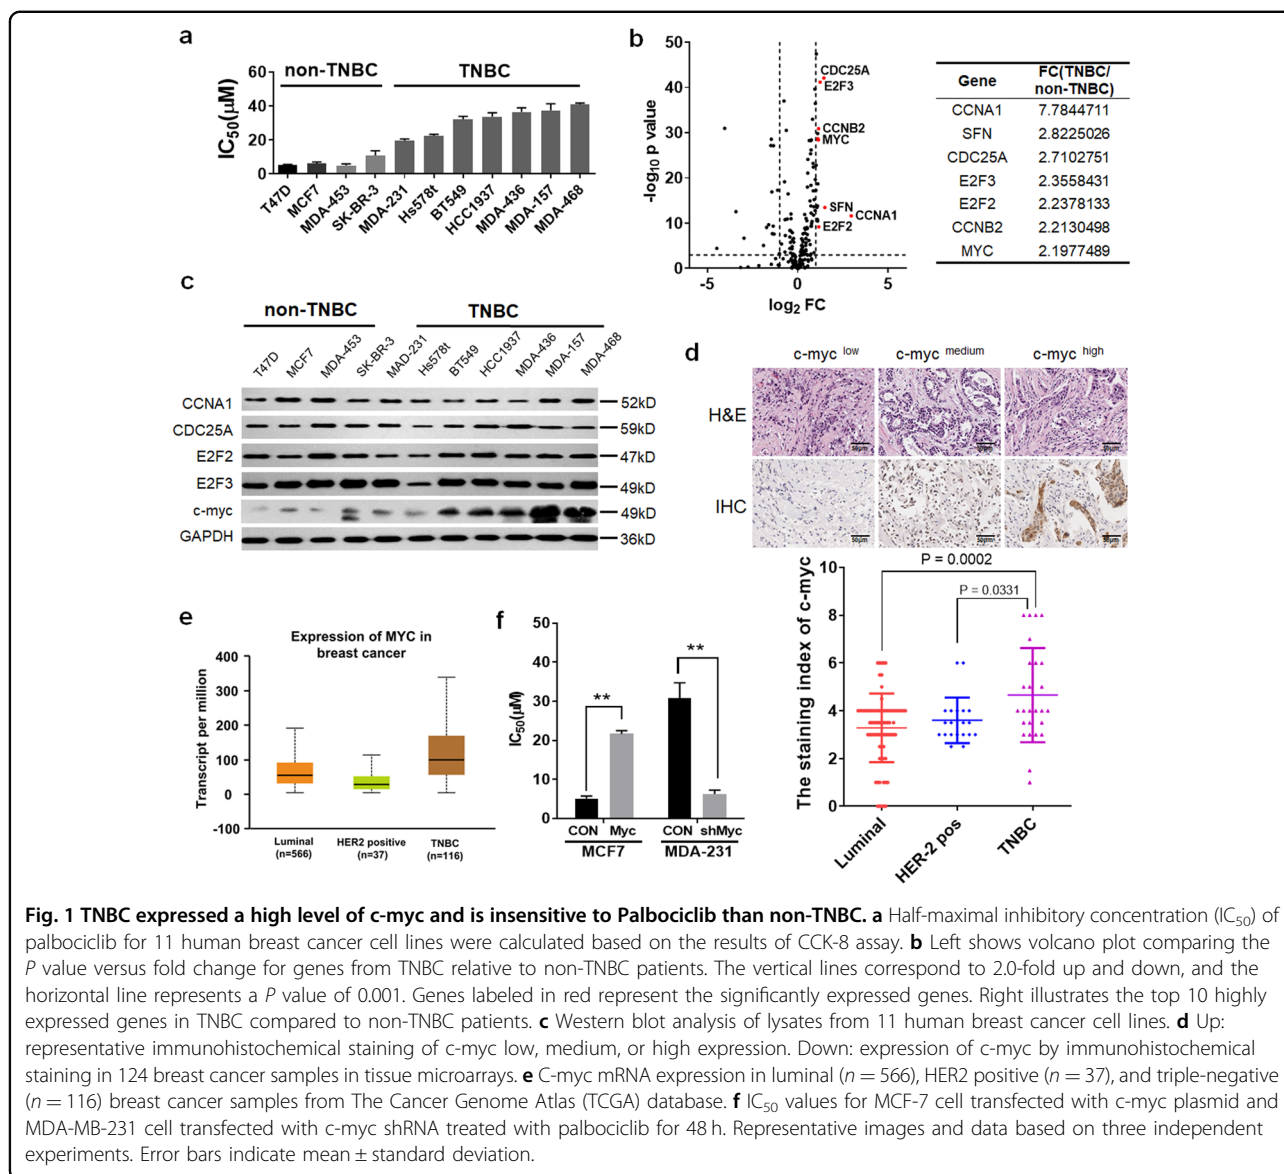 a
non-TNBC TNBC
IC50(μM)
60
40
20
0
T47D MCF7 MDA-453 SK-BR-3 MDA-231 Hs578t BT549 HCC1937 MDA-436 MDA-157 MDA-468
b
-log10 p value
50
40
30
20
10
0
-5 0 5
log2 FC
CDC25A
E2F3
CCNB2
MYC
SFN
CCNA1
E2F2
Gene FC(TNBC/non-TNBC)
CCNA1 7.7844711
SFN 2.8225026
CDC25A 2.7102751
E2F3 2.3558431
E2F2 2.2378133
CCNB2 2.2130498
MYC 2.1977489
c
non-TNBC TNBC
T47D MCF7 MDA-453 SK-BR-3 MAD-231 Hs578t BT549 HCC1937 MDA-436 MDA-157 MDA-468
CCNA1 52kD
CDC25A 59kD
E2F2 47kD
E2F3 49kD
c-myc 49kD
GAPDH 36kD
d
c-myc low c-myc medium c-myc high
H&E
50μm 50μm 50μm
IHC
50μm 50μm 50μm
The staining index of c-myc
P = 0.0002
P = 0.0331
10
8
6
4
2
0
Luminal HER-2 pos TNBC
e
Expression of MYC in
breast cancer
Transcript per million
400
300
200
100
0
-100
Luminal HER2 positive TNBC
(n=566) (n=37) (n=116)
f
IC50(μM)
50
40
30
20
10
0
** **
CON Myc CON shMyc
MCF7 MDA-231
Fig. 1 TNBC expressed a high level of c-myc and is insensitive to Palbociclib than non-TNBC. a Half-maximal inhibitory concentration (IC50) of
palbociclib for 11 human breast cancer cell lines were calculated based on the results of CCK-8 assay. b Left shows volcano plot comparing the
P value versus fold change for genes from TNBC relative to non-TNBC patients. The vertical lines correspond to 2.0-fold up and down, and the
horizontal line represents a P value of 0.001. Genes labeled in red represent the significantly expressed genes. Right illustrates the top 10 highly
expressed genes in TNBC compared to non-TNBC patients. c Western blot analysis of lysates from 11 human breast cancer cell lines. d Up:
representative immunohistochemical staining of c-myc low, medium, or high expression. Down: expression of c-myc by immunohistochemical
staining in 124 breast cancer samples in tissue microarrays. e C-myc mRNA expression in luminal (n = 566), HER2 positive (n = 37), and triple-negative
(n = 116) breast cancer samples from The Cancer Genome Atlas (TCGA) database. f IC50 values for MCF-7 cell transfected with c-myc plasmid and
MDA-MB-231 cell transfected with c-myc shRNA treated with palbociclib for 48 h. Representative images and data based on three independent
experiments. Error bars indicate mean ± standard deviation.